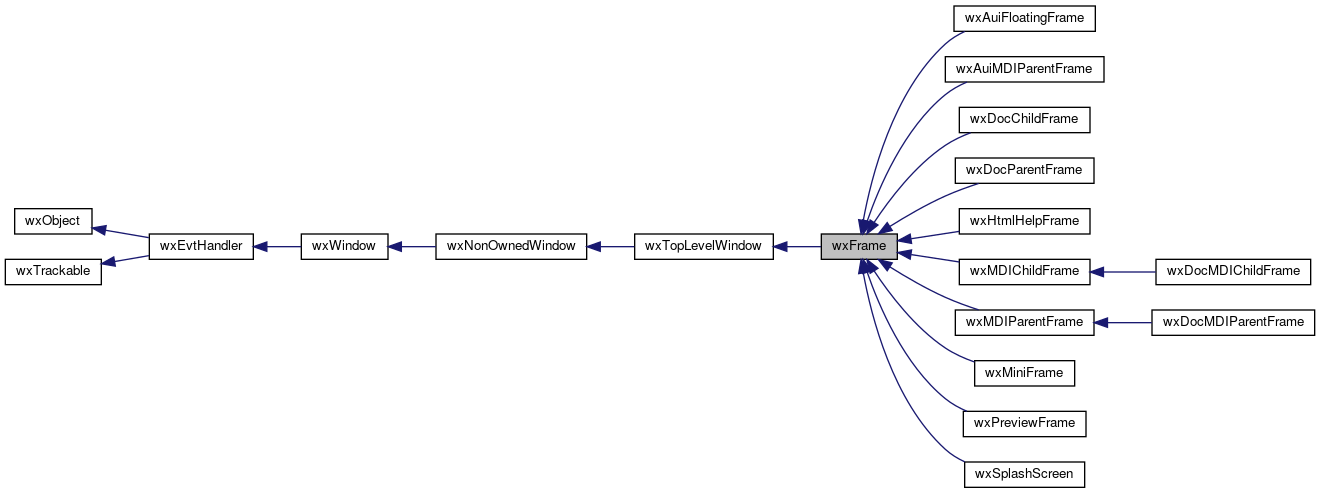 wxAuiFloatingFrame
wxAuiMDIParentFrame
wxDocChildFrame
wxDocParentFrame
wxObject
wxHtmlHelpFrame
wxEvtHandler
wxWindow
wxNonOwnedWindow
wxTopLevelWindow
wxFrame
wxTrackable
wxMDIChildFrame
wxDocMDIChildFrame
wxMDIParentFrame
wxDocMDIParentFrame
wxMiniFrame
wxPreviewFrame
wxSplashScreen